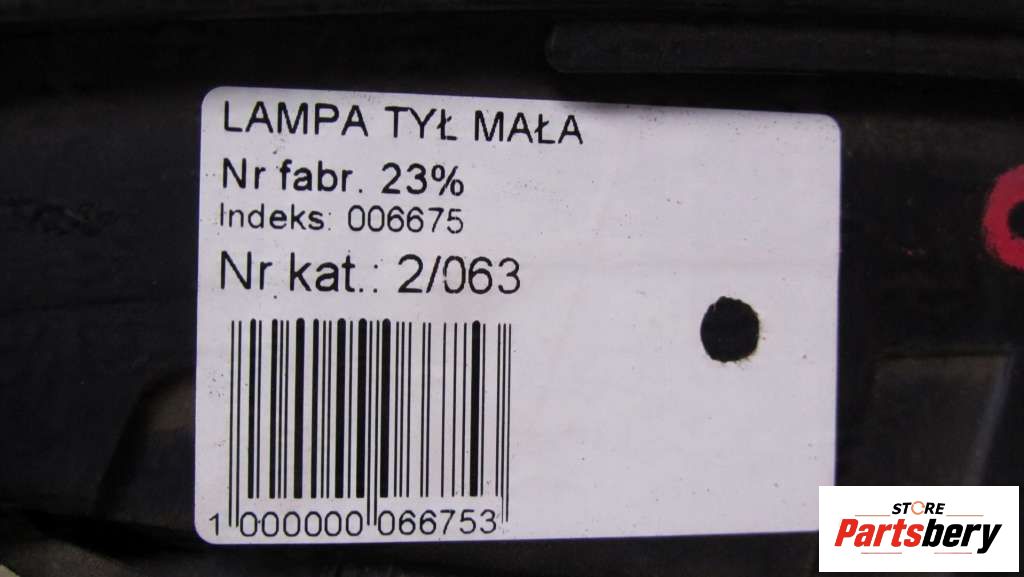 LAMPA TYŁ MAŁA
Nr fabr. 23%
Indeks: 006675
Nr kat.: 2/063
1 000000 066753
STORE
Partsbery